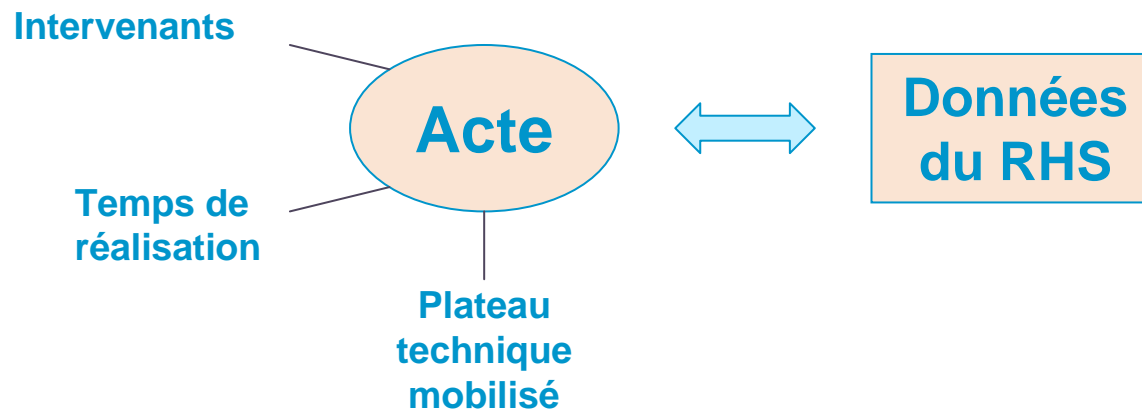 Intervenants
Acte
Données
du RHS
Temps de
réalisation
Plateau
technique
mobilisé